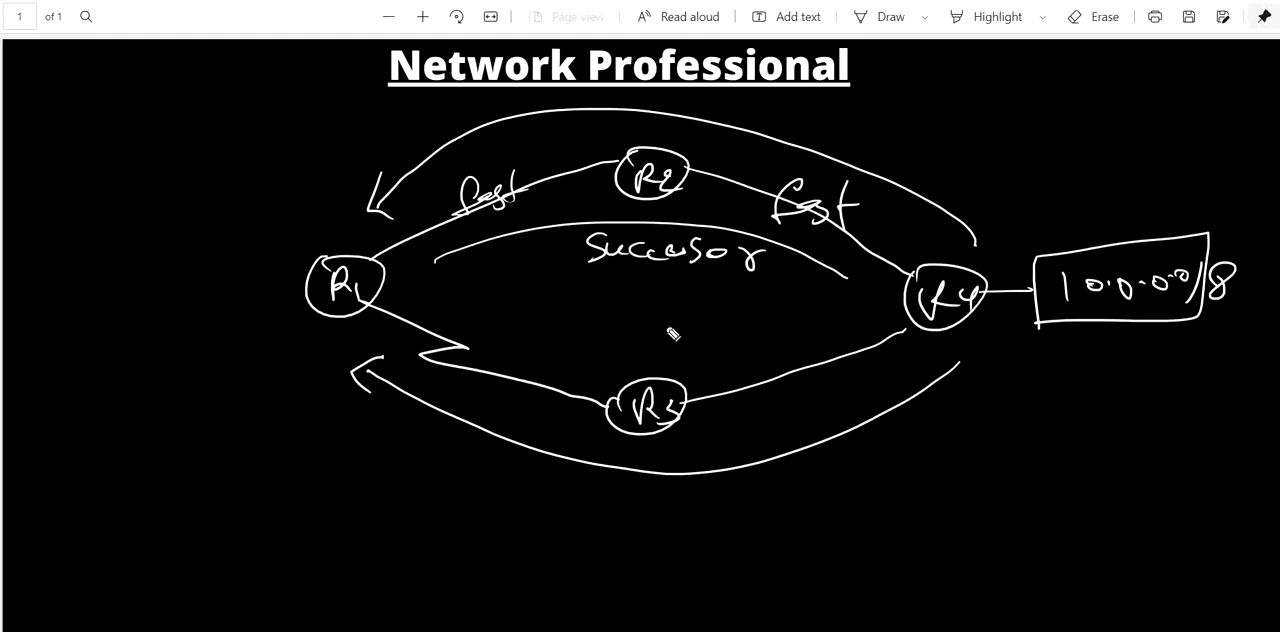 1 of 1 Page view Read aloud Add text Draw Highlight Erase
Network Professional
R2
fast fast
Successor
R1
R4 10.0.0.0/8
R3